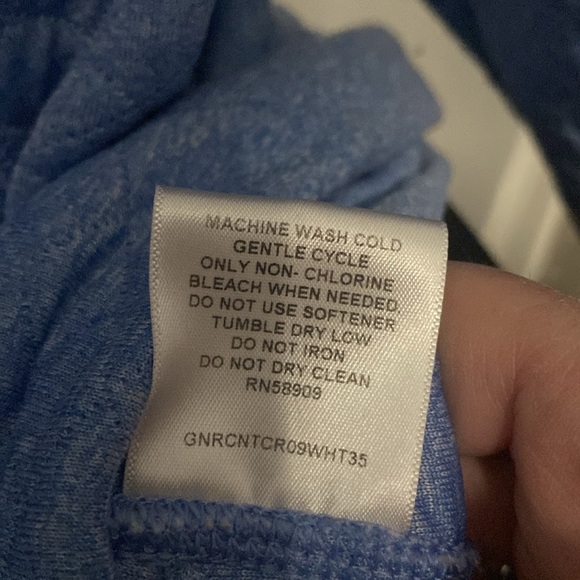 MACHINE WASH COLD
GENTLE CYCLE
ONLY NON- CHLORINE
BLEACH WHEN NEEDED.
DO NOT USE SOFTENER
TUMBLE DRY LOW
DO NOT IRON
DO NOT DRY CLEAN
RN58909
GNRCNTCR09WHT35